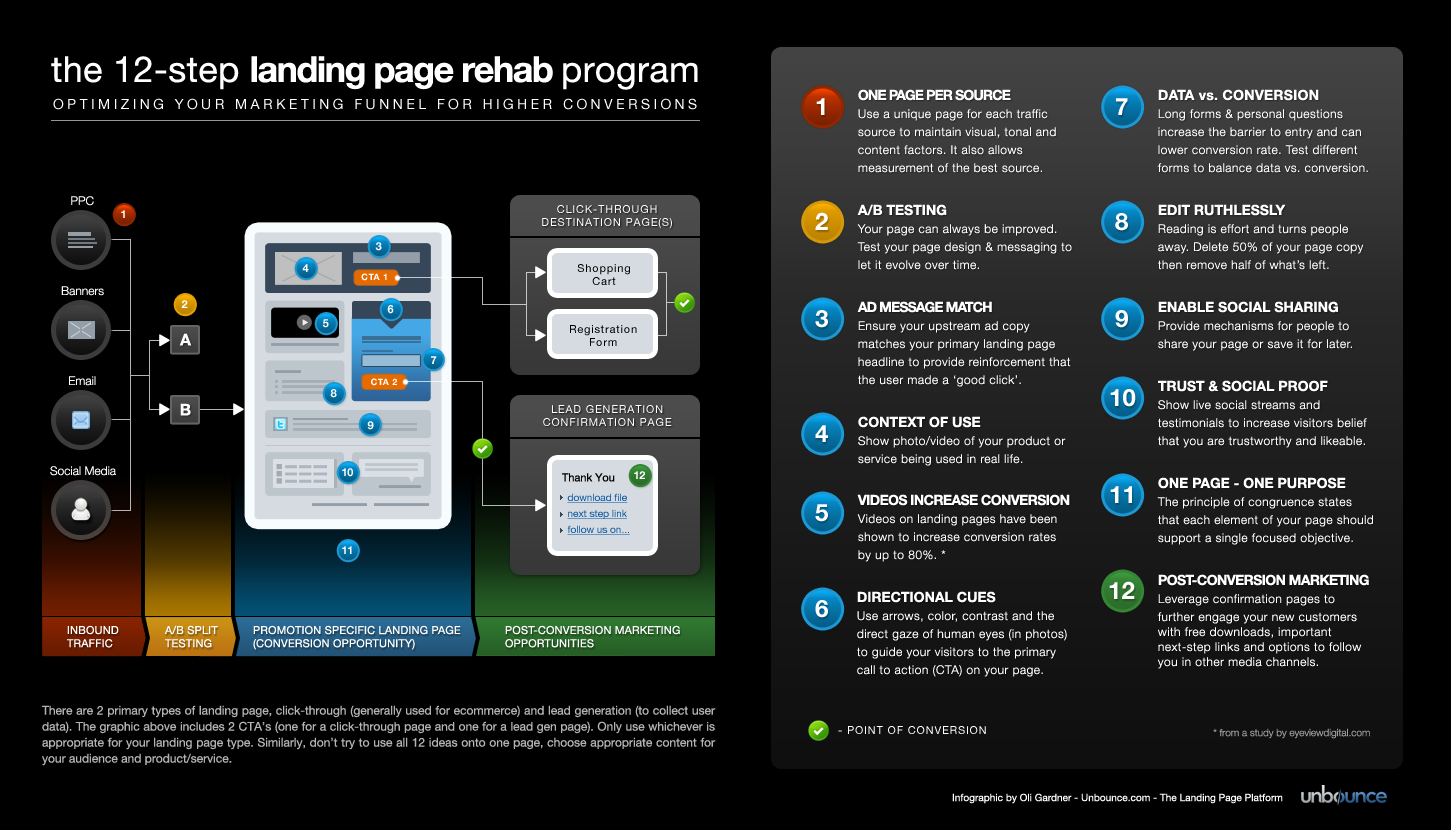 the 12-step landing page rehab program
OPTIMIZING YOUR MARKETING FUNNEL FOR HIGHER CONVERSIONS
PPC
1
Banners
2
Email
Social Media
A
B
3
4
CTA 1
5
6
7
CTA 2
8
9
10
11
CLICK-THROUGH
DESTINATION PAGE(S)
Shopping
Cart
Registration
Form
LEAD GENERATION
CONFIRMATION PAGE
Thank You
12
download file
next step link
follow us on...
INBOUND
TRAFFIC
A/B SPLIT
TESTING
PROMOTION SPECIFIC LANDING PAGE
(CONVERSION OPPORTUNITY)
POST-CONVERSION MARKETING
OPPORTUNITIES
There are 2 primary types of landing page, click-through (generally used for ecommerce) and lead generation (to collect user
data). The graphic above includes 2 CTA's (one for a click-through page and one for a lead gen page). Only use whichever is
appropriate for your landing page type. Similarly, don't try to use all 12 ideas onto one page, choose appropriate content for
your audience and product/service.
1
ONE PAGE PER SOURCE
Use a unique page for each traffic
source to maintain visual, tonal and
content factors. It also allows
measurement of the best source.
2
A/B TESTING
Your page can always be improved.
Test your page design & messaging to
let it evolve over time.
3
AD MESSAGE MATCH
Ensure your upstream ad copy
matches your primary landing page
headline to provide reinforcement that
the user made a 'good click'.
4
CONTEXT OF USE
Show photo/video of your product or
service being used in real life.
5
VIDEOS INCREASE CONVERSION
Videos on landing pages have been
shown to increase conversion rates
by up to 80%. *
6
DIRECTIONAL CUES
Use arrows, color, contrast and the
direct gaze of human eyes (in photos)
to guide your visitors to the primary
call to action (CTA) on your page.
7
DATA vs. CONVERSION
Long forms & personal questions
increase the barrier to entry and can
lower conversion rate. Test different
forms to balance data vs. conversion.
8
EDIT RUTHLESSLY
Reading is effort and turns people
away. Delete 50% of your page copy
then remove half of what's left.
9
ENABLE SOCIAL SHARING
Provide mechanisms for people to
share your page or save it for later.
10
TRUST & SOCIAL PROOF
Show live social streams and
testimonials to increase visitors belief
that you are trustworthy and likeable.
11
ONE PAGE - ONE PURPOSE
The principle of congruence states
that each element of your page should
support a single focused objective.
12
POST-CONVERSION MARKETING
Leverage confirmation pages to
further engage your new customers
with free downloads, important
next-step links and options to follow
you in other media channels.
- POINT OF CONVERSION
* from a study by eyeviewdigital.com
Infographic by Oli Gardner - Unbounce.com - The Landing Page Platform
unbounce